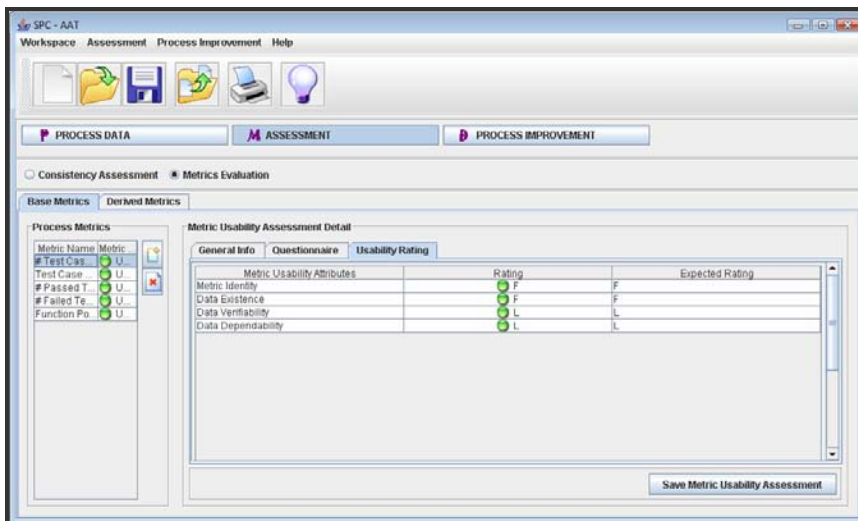 SPC - AAT
Workspace Assessment Process Improvement Help
P PROCESS DATA M ASSESSMENT PROCESS IMPROVEMENT
Consistency Assessment Metrics Evaluation
Base Metrics Derived Metrics
Process Metrics
Metric Name Metric ...
# Test Cas... U...
Test Case ... U...
# Passed T... U...
# Failed Te... U...
Function Po... U...
Metric Usability Assessment Detail
General Info Questionnaire Usability Rating
Metric Usability Attributes Rating Expected Rating
Metric Identity F F
Data Existence F F
Data Verifiability L L
Data Dependability L L
Save Metric Usability Assessment